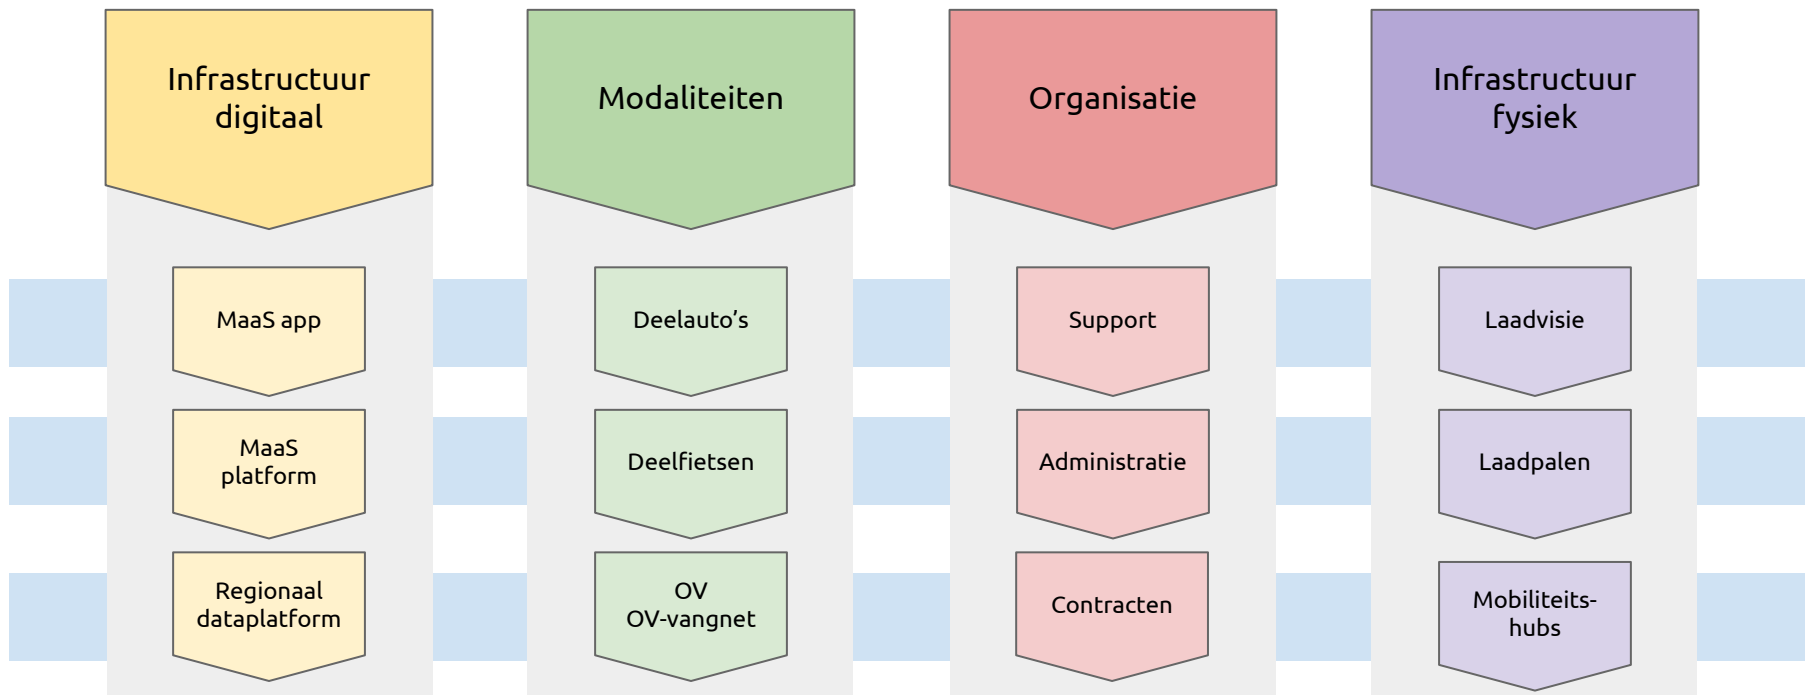 Infrastructuur
digitaal
Modaliteiten
Organisatie
Infrastructuur
fysiek
MaaS app
Deelauto’s
Support
Laadvisie
MaaS
platform
Deelfietsen
Administratie
Laadpalen
Regionaal
dataplatform
OV
OV-vangnet
Contracten
Mobiliteits-
hubs